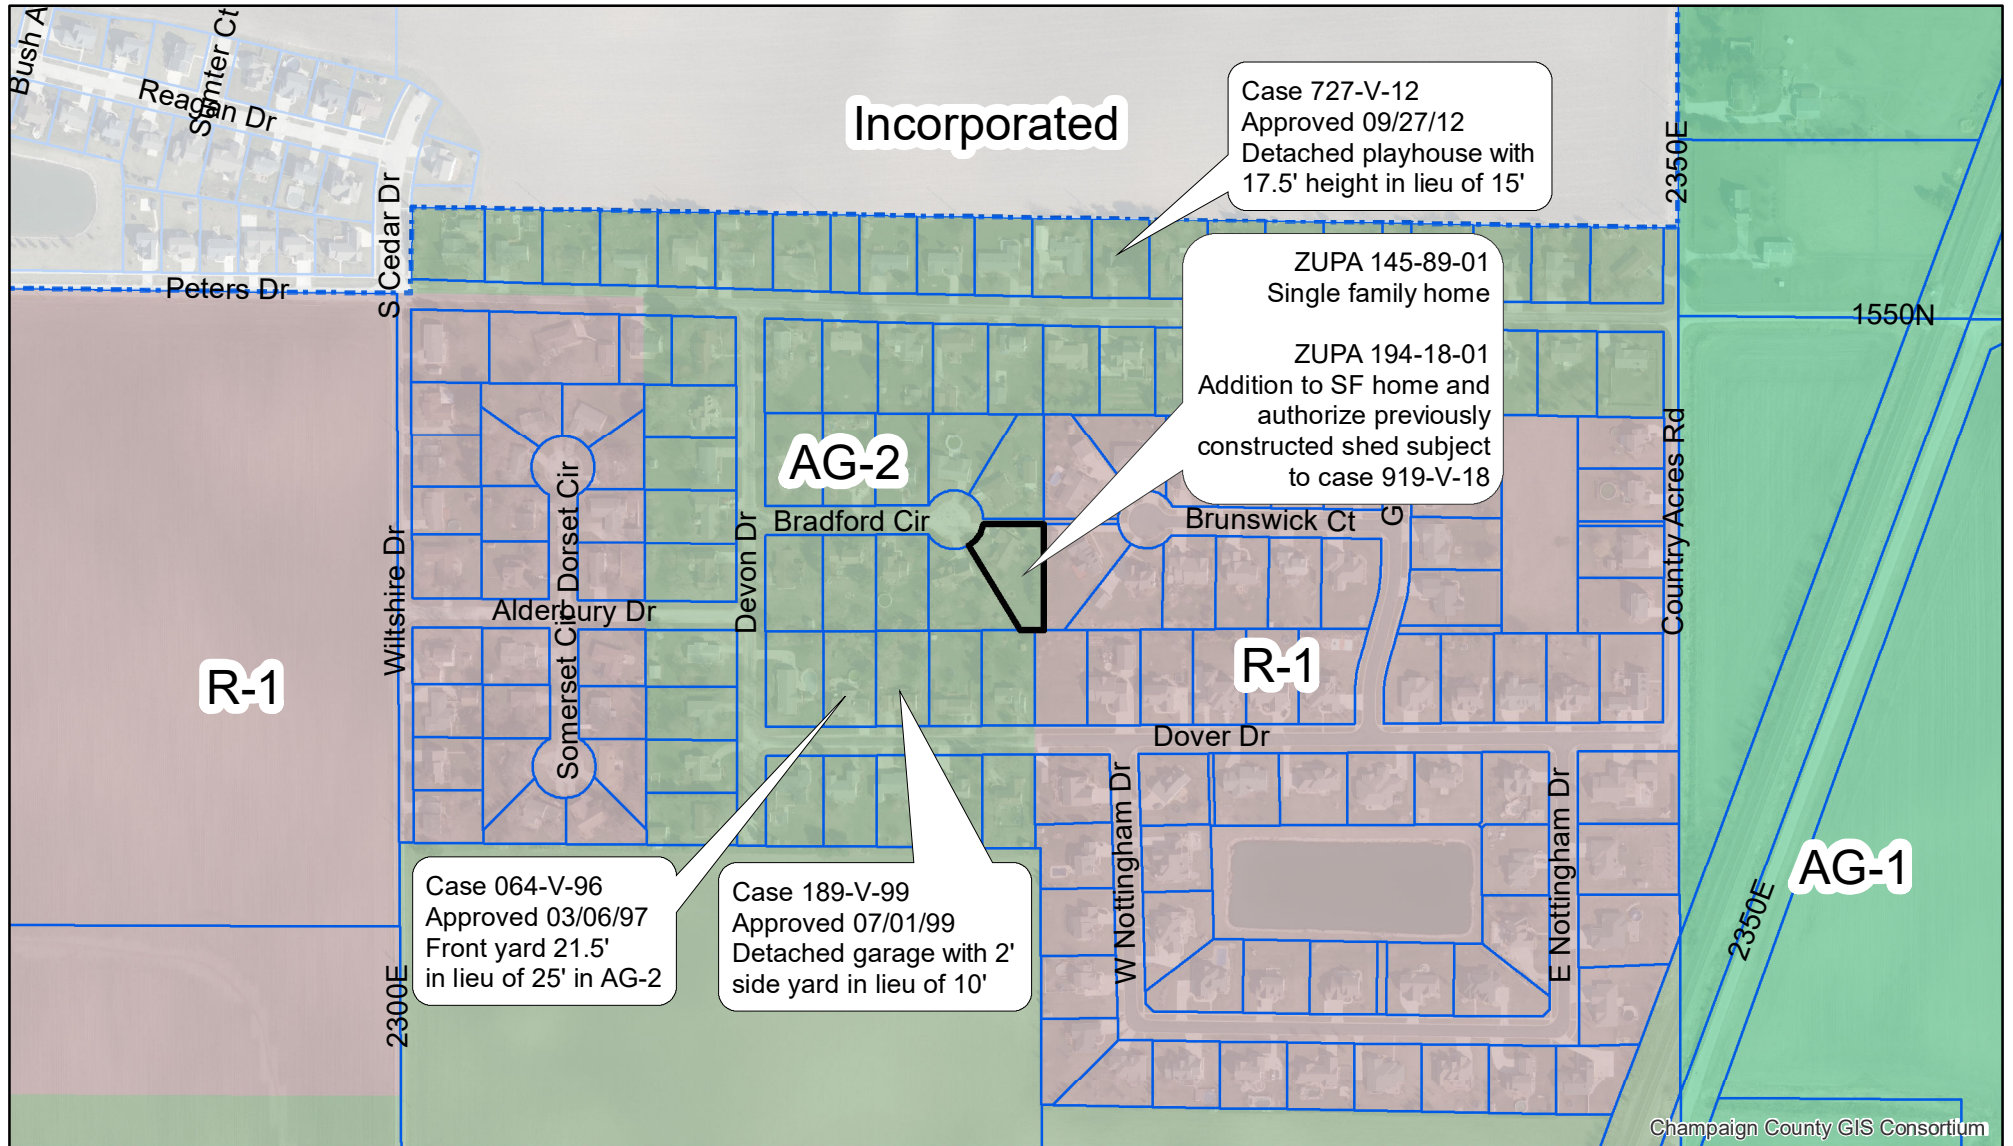 Bush A
Sumter Ct
Reagan Dr
Incorporated
Case 727-V-12
Approved 09/27/12
Detached playhouse with
17.5' height in lieu of 15'
2350E
S Cedar Dr
Peters Dr
ZUPA 145-89-01
Single family home
ZUPA 194-18-01
Addition to SF home and
authorize previously
constructed shed subject
to case 919-V-18
1550N
AG-2
Bradford Cir
Brunswick Ct
G
Country Acres Rd
Dorset Cir
Devon Dr
Wiltshire Dr
Alderbury Dr
Somerset Cir
R-1
R-1
Dover Dr
W Nottingham Dr
E Nottingham Dr
AG-1
2350E
Case 064-V-96
Approved 03/06/97
Front yard 21.5'
in lieu of 25' in AG-2
Case 189-V-99
Approved 07/01/99
Detached garage with 2'
side yard in lieu of 10'
2300E
Champaign County GIS Consortium